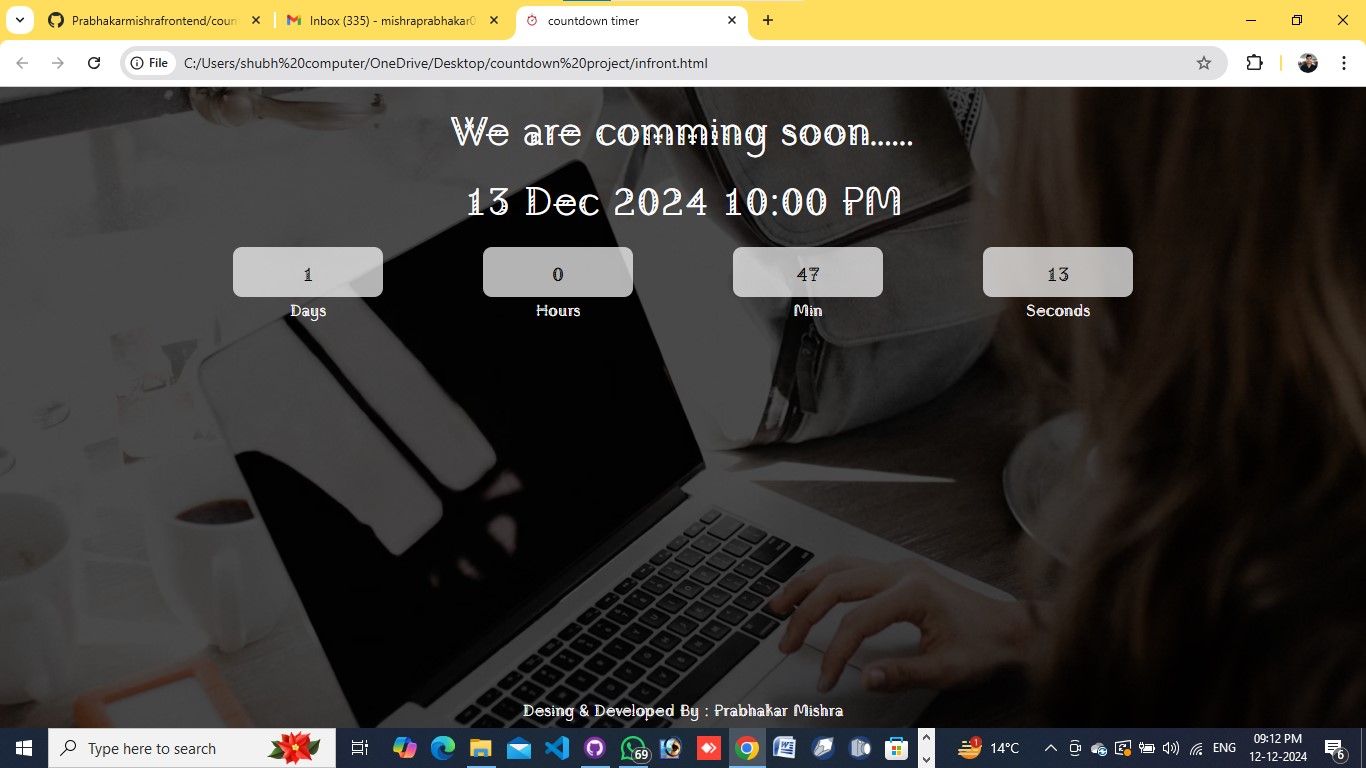 Prabhakarmishrafrontend/coun
Inbox (335) - mishraprabhakar0
countdown timer
File
C:/Users/shubh%20computer/OneDrive/Desktop/countdown%20project/infront.html
We are comming soon......
13 Dec 2024 10:00 PM
1 0 47 13
Days Hours Min Seconds
Desing & Developed By : Prabhakar Mishra
Type here to search
69
1
14°C
ENG
09:12 PM
12-12-2024
6